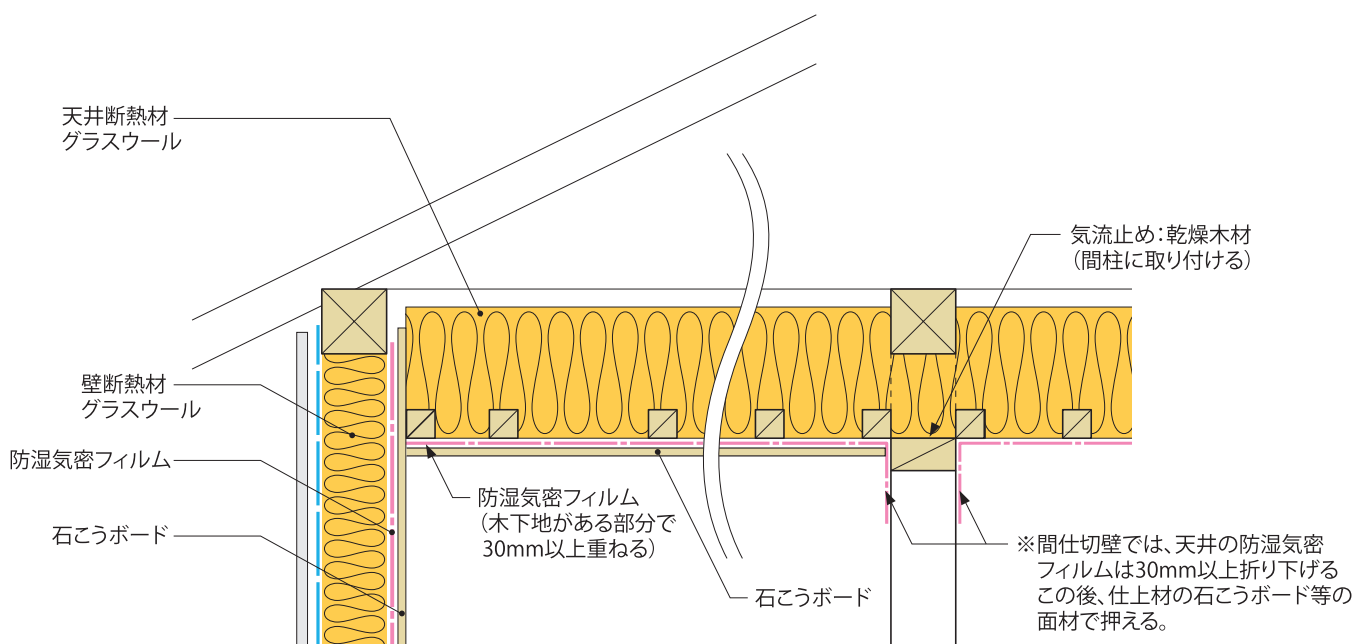 天井断熱材
グラスウール
気流止め：乾燥木材
（間柱に取り付ける）
壁断熱材
グラスウール
防湿気密フィルム
石こうボード
防湿気密フィルム
（木下地がある部分で
30mm以上重ねる）
石こうボード
※間仕切壁では、天井の防湿気密
フィルムは30mm以上折り下げる
この後、仕上材の石こうボード等の
面材で押える。